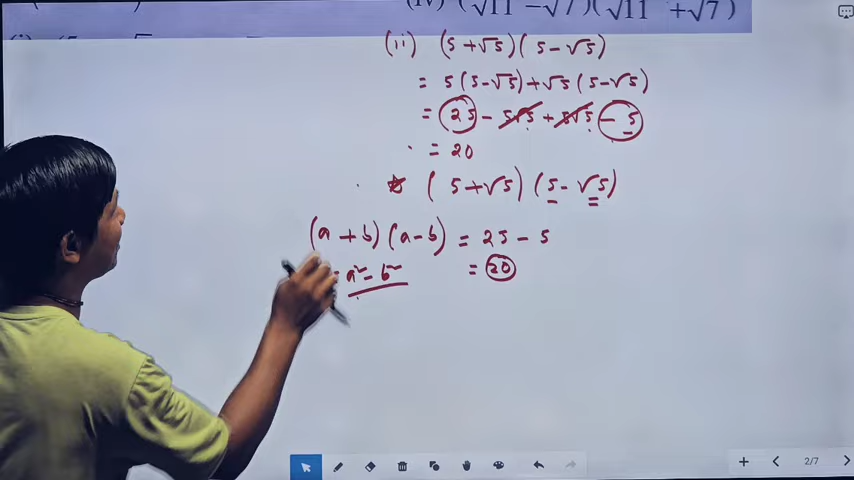 (iv) (√11 − √7)(√11 + √7)
(ii) (5 + √5)(5 − √5)
= 5(5 − √5) + √5(5 − √5)
= 25 − 5√5 + 5√5 − 5
= 20
(5 + √5)(5 − √5)
(a + b)(a − b) = 25 − 5
= a² − b² = 20
2/7